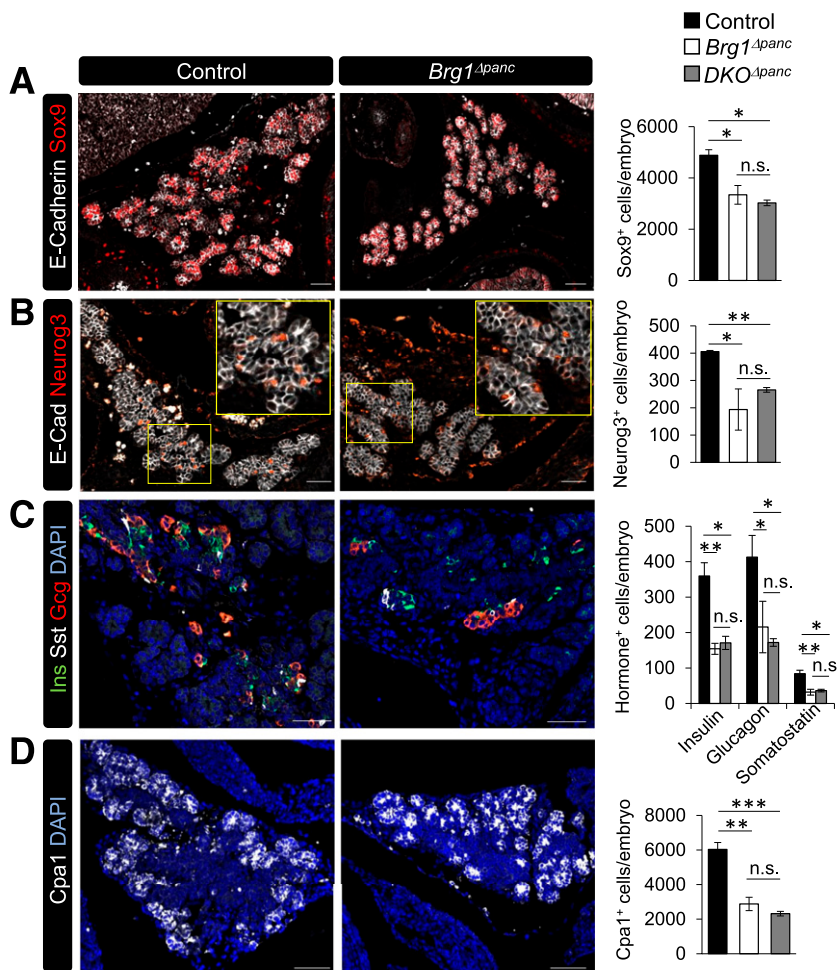 Control
Brg1Δpanc
DKOΔpanc
Control
Brg1Δpanc
A
E-Cadherin Sox9
Sox9+ cells/embryo
6000
4000
2000
0
*
*
n.s.
B
E-Cad Neurog3
Neurog3+ cells/embryo
500
400
300
200
100
0
**
*
n.s.
C
Ins Sst Gcg DAPI
Hormone+ cells/embryo
500
400
300
200
100
0
*
**
n.s.
*
*
n.s.
*
**
n.s
Insulin
Glucagon
Somatostatin
D
Cpa1 DAPI
Cpa1+ cells/embryo
8000
6000
4000
2000
0
***
**
n.s.